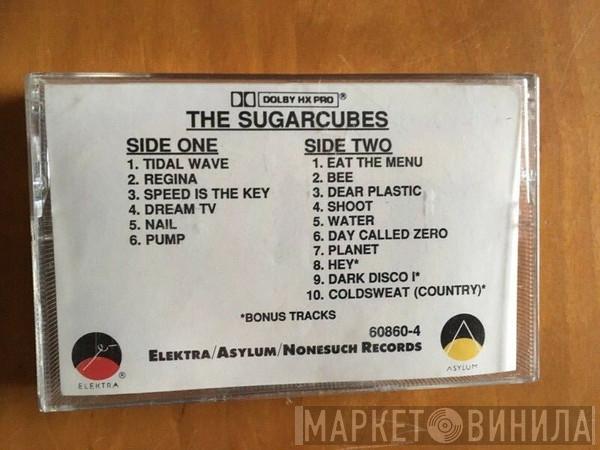 DOLBY HX PRO ®
THE SUGARCUBES
SIDE ONE
1. TIDAL WAVE
2. REGINA
3. SPEED IS THE KEY
4. DREAM TV
5. NAIL
6. PUMP
SIDE TWO
1. EAT THE MENU
2. BEE
3. DEAR PLASTIC
4. SHOOT
5. WATER
6. DAY CALLED ZERO
7. PLANET
8. HEY*
9. DARK DISCO I*
10. COLDSWEAT (COUNTRY)*
*BONUS TRACKS
60860-4
ELEKTRA/ASYLUM/NONESUCH RECORDS
ELEKTRA ®
ASYLUM
МАРКЕТ ВИНИЛА